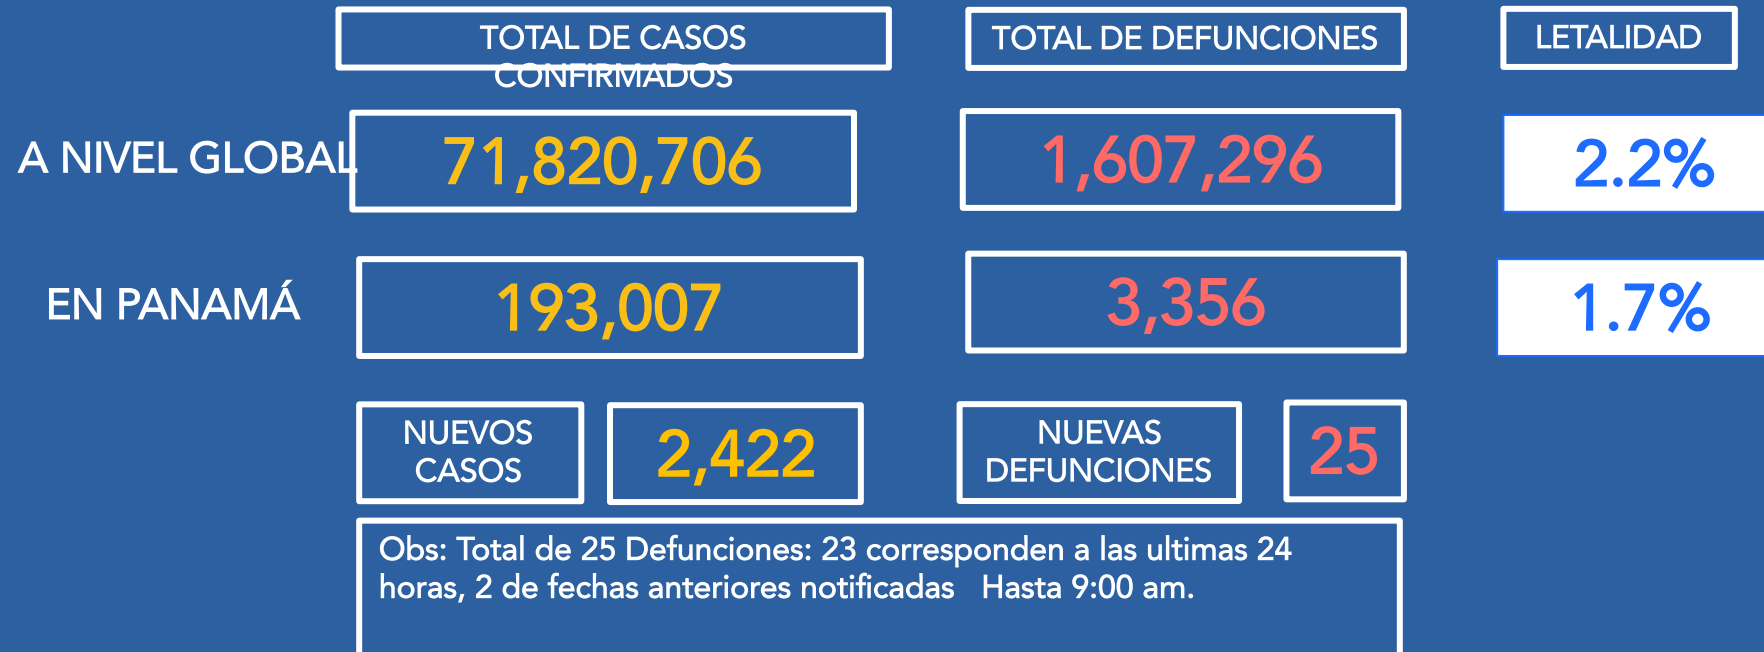 TOTAL DE CASOS
CONFIRMADOS
TOTAL DE DEFUNCIONES
LETALIDAD
A NIVEL GLOBAL
71,820,706
1,607,296
2.2%
EN PANAMÁ
193,007
3,356
1.7%
NUEVOS
CASOS
2,422
NUEVAS
DEFUNCIONES
25
Obs: Total de 25 Defunciones: 23 corresponden a las ultimas 24
horas, 2 de fechas anteriores notificadas   Hasta 9:00 am.